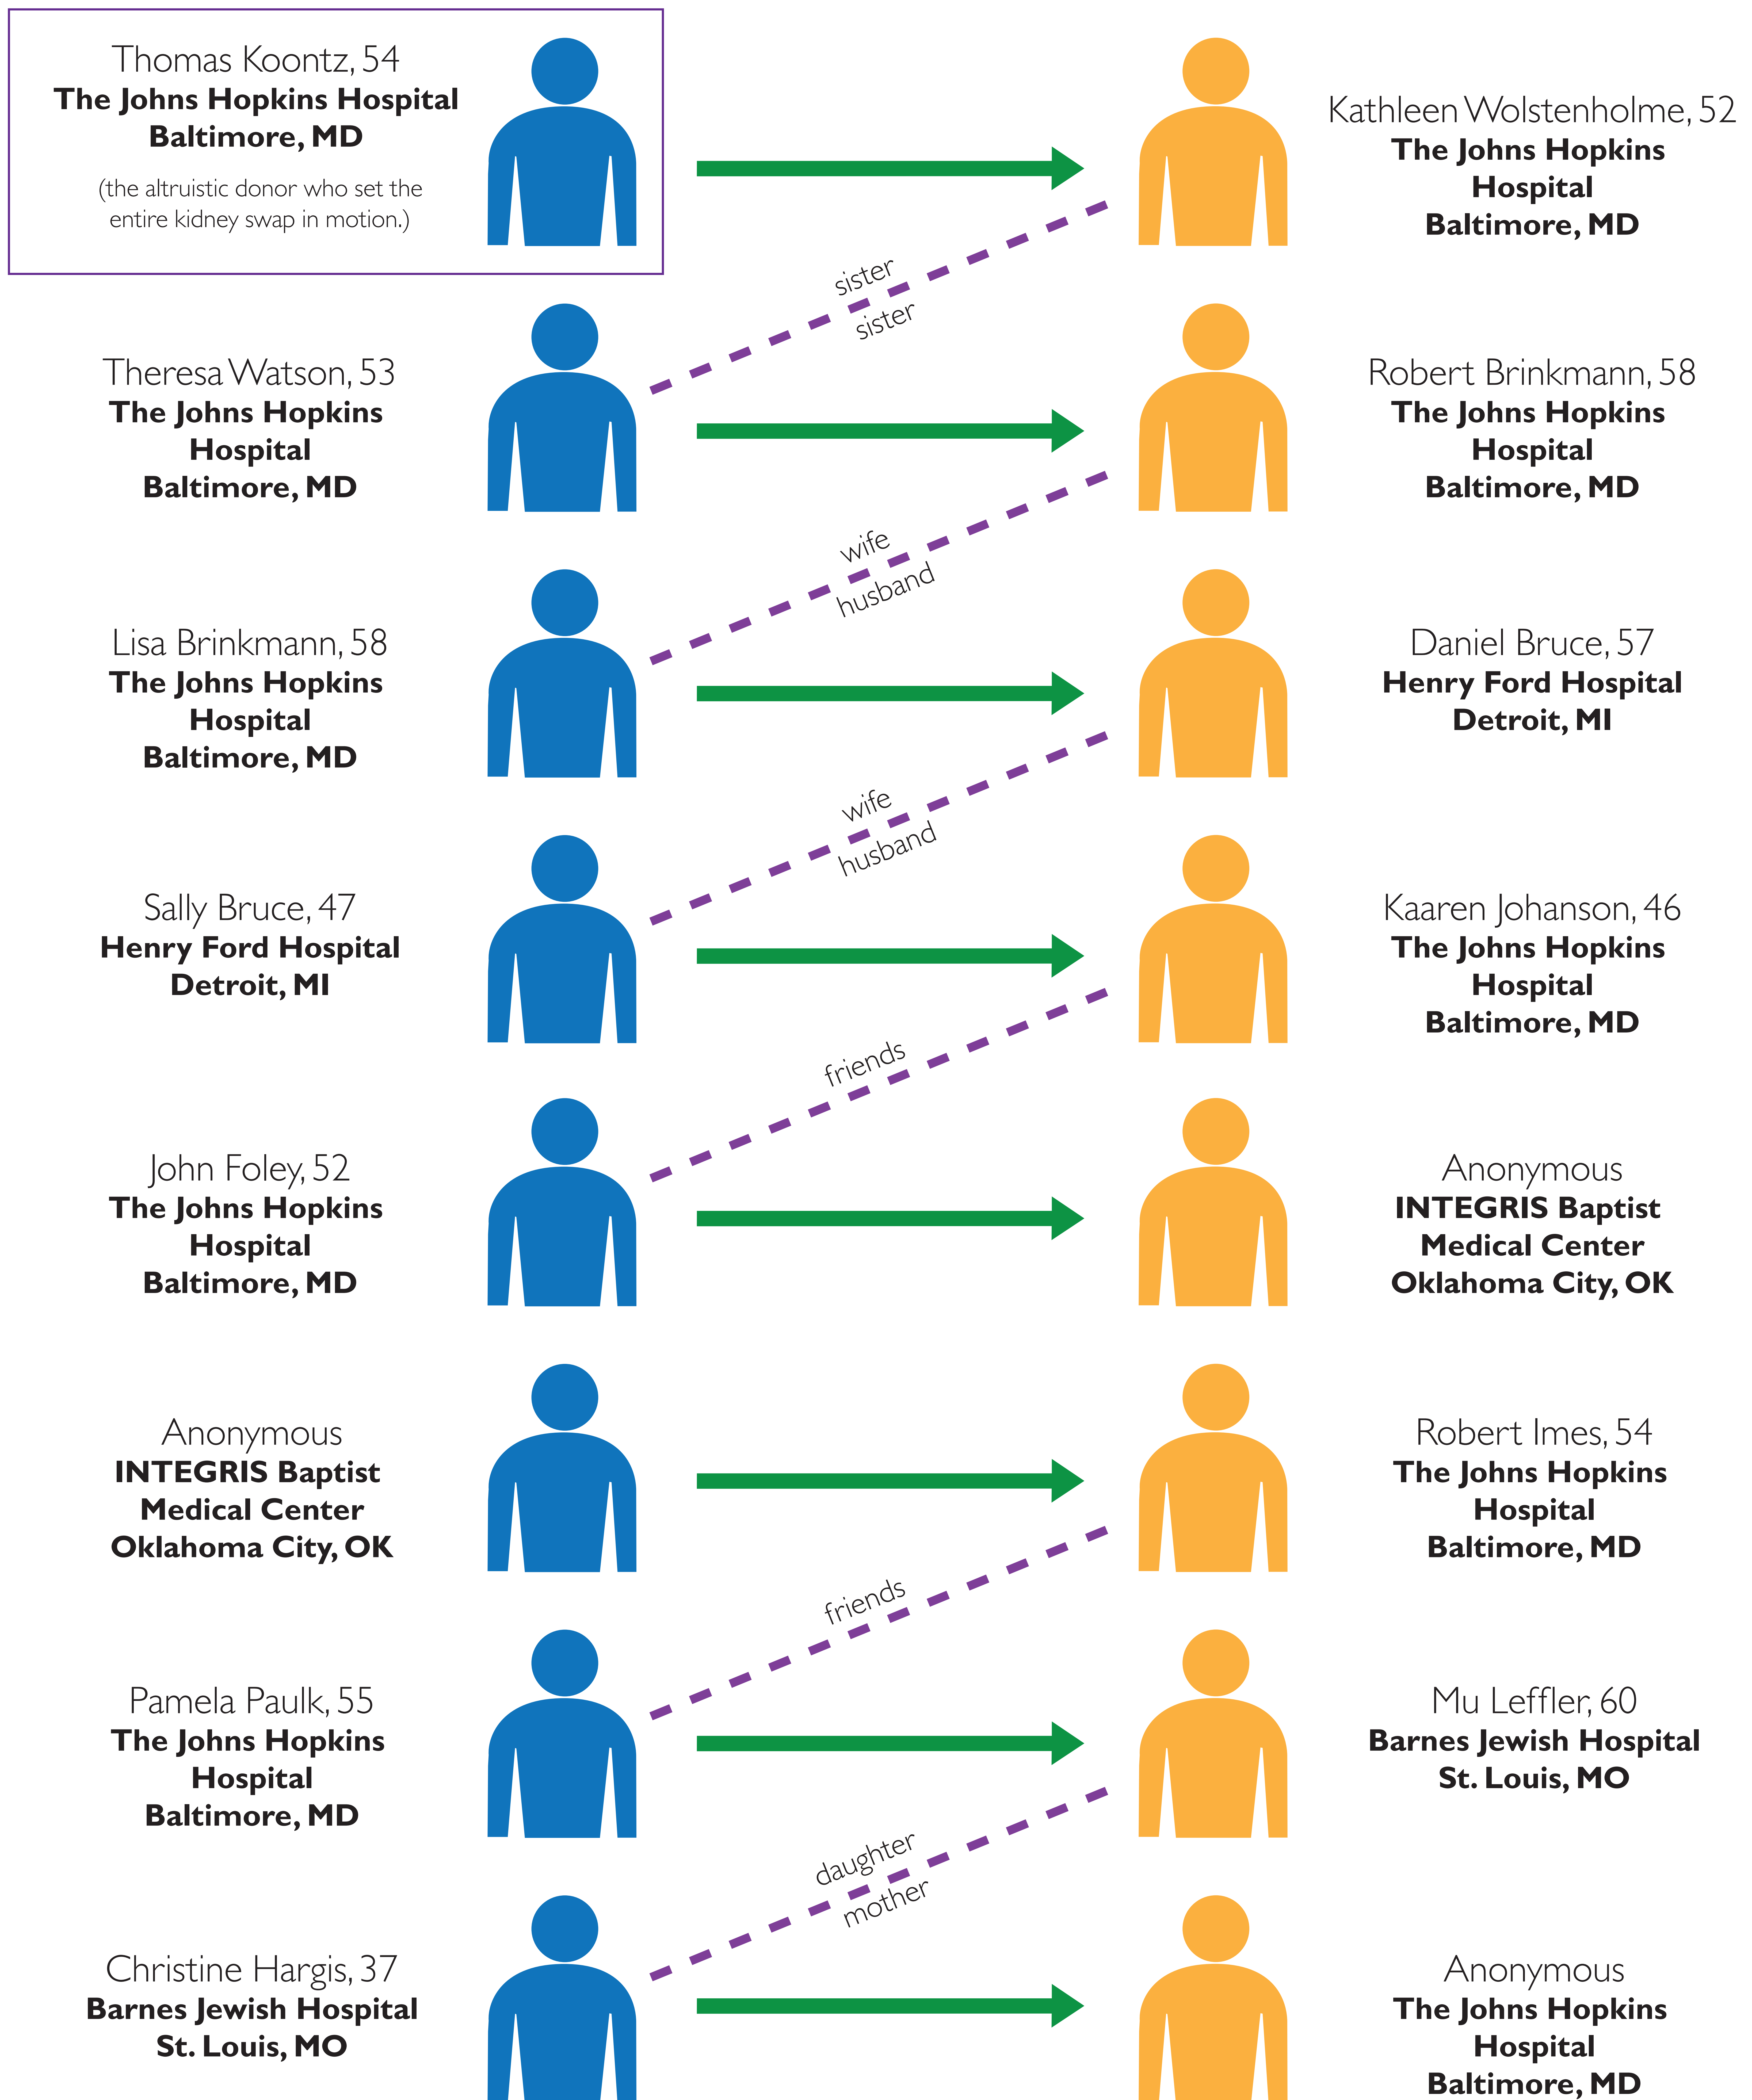 Thomas Koontz, 54
The Johns Hopkins Hospital
Baltimore, MD
(the altruistic donor who set the
entire kidney swap in motion.)
Kathleen Wolstenholme, 52
The Johns Hopkins
Hospital
Baltimore, MD
sister
sister
Theresa Watson, 53
The Johns Hopkins
Hospital
Baltimore, MD
Robert Brinkmann, 58
The Johns Hopkins
Hospital
Baltimore, MD
wife
husband
Lisa Brinkmann, 58
The Johns Hopkins
Hospital
Baltimore, MD
Daniel Bruce, 57
Henry Ford Hospital
Detroit, MI
wife
husband
Sally Bruce, 47
Henry Ford Hospital
Detroit, MI
Kaaren Johanson, 46
The Johns Hopkins
Hospital
Baltimore, MD
friends
John Foley, 52
The Johns Hopkins
Hospital
Baltimore, MD
Anonymous
INTEGRIS Baptist
Medical Center
Oklahoma City, OK
Anonymous
INTEGRIS Baptist
Medical Center
Oklahoma City, OK
Robert Imes, 54
The Johns Hopkins
Hospital
Baltimore, MD
friends
Pamela Paulk, 55
The Johns Hopkins
Hospital
Baltimore, MD
Mu Leffler, 60
Barnes Jewish Hospital
St. Louis, MO
daughter
mother
Christine Hargis, 37
Barnes Jewish Hospital
St. Louis, MO
Anonymous
The Johns Hopkins
Hospital
Baltimore, MD